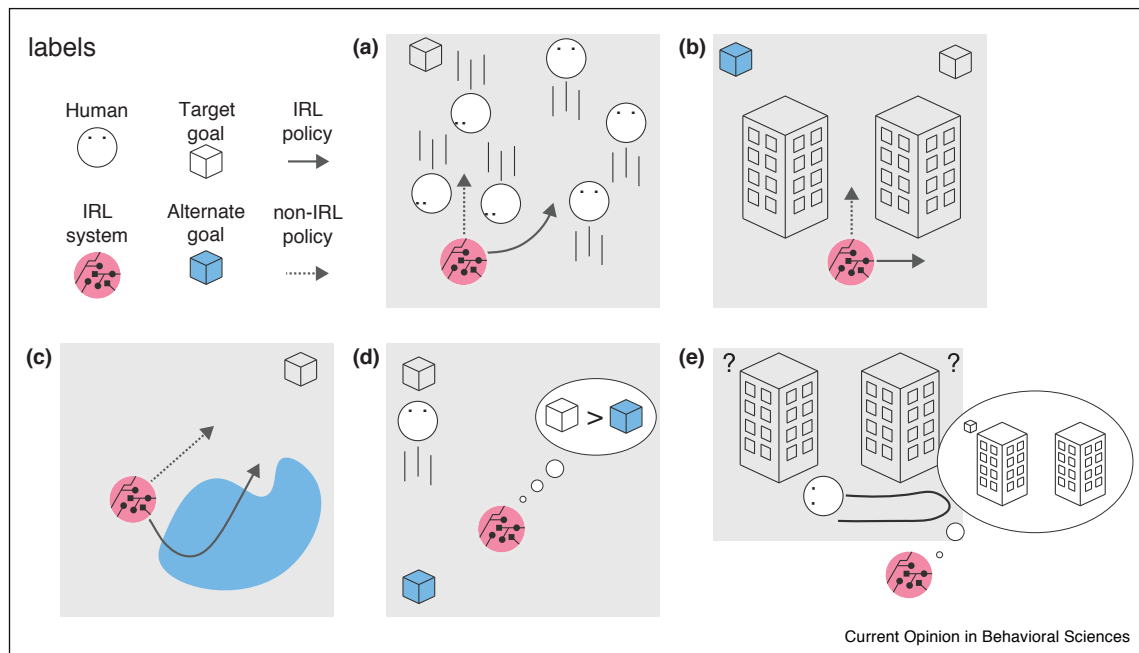 labels
Human
Target
goal
IRL
policy
IRL
system
Alternate
goal
non-IRL
policy
(a)
(b)
(c)
(d)
>
(e)
?
?
Current Opinion in Behavioral Sciences